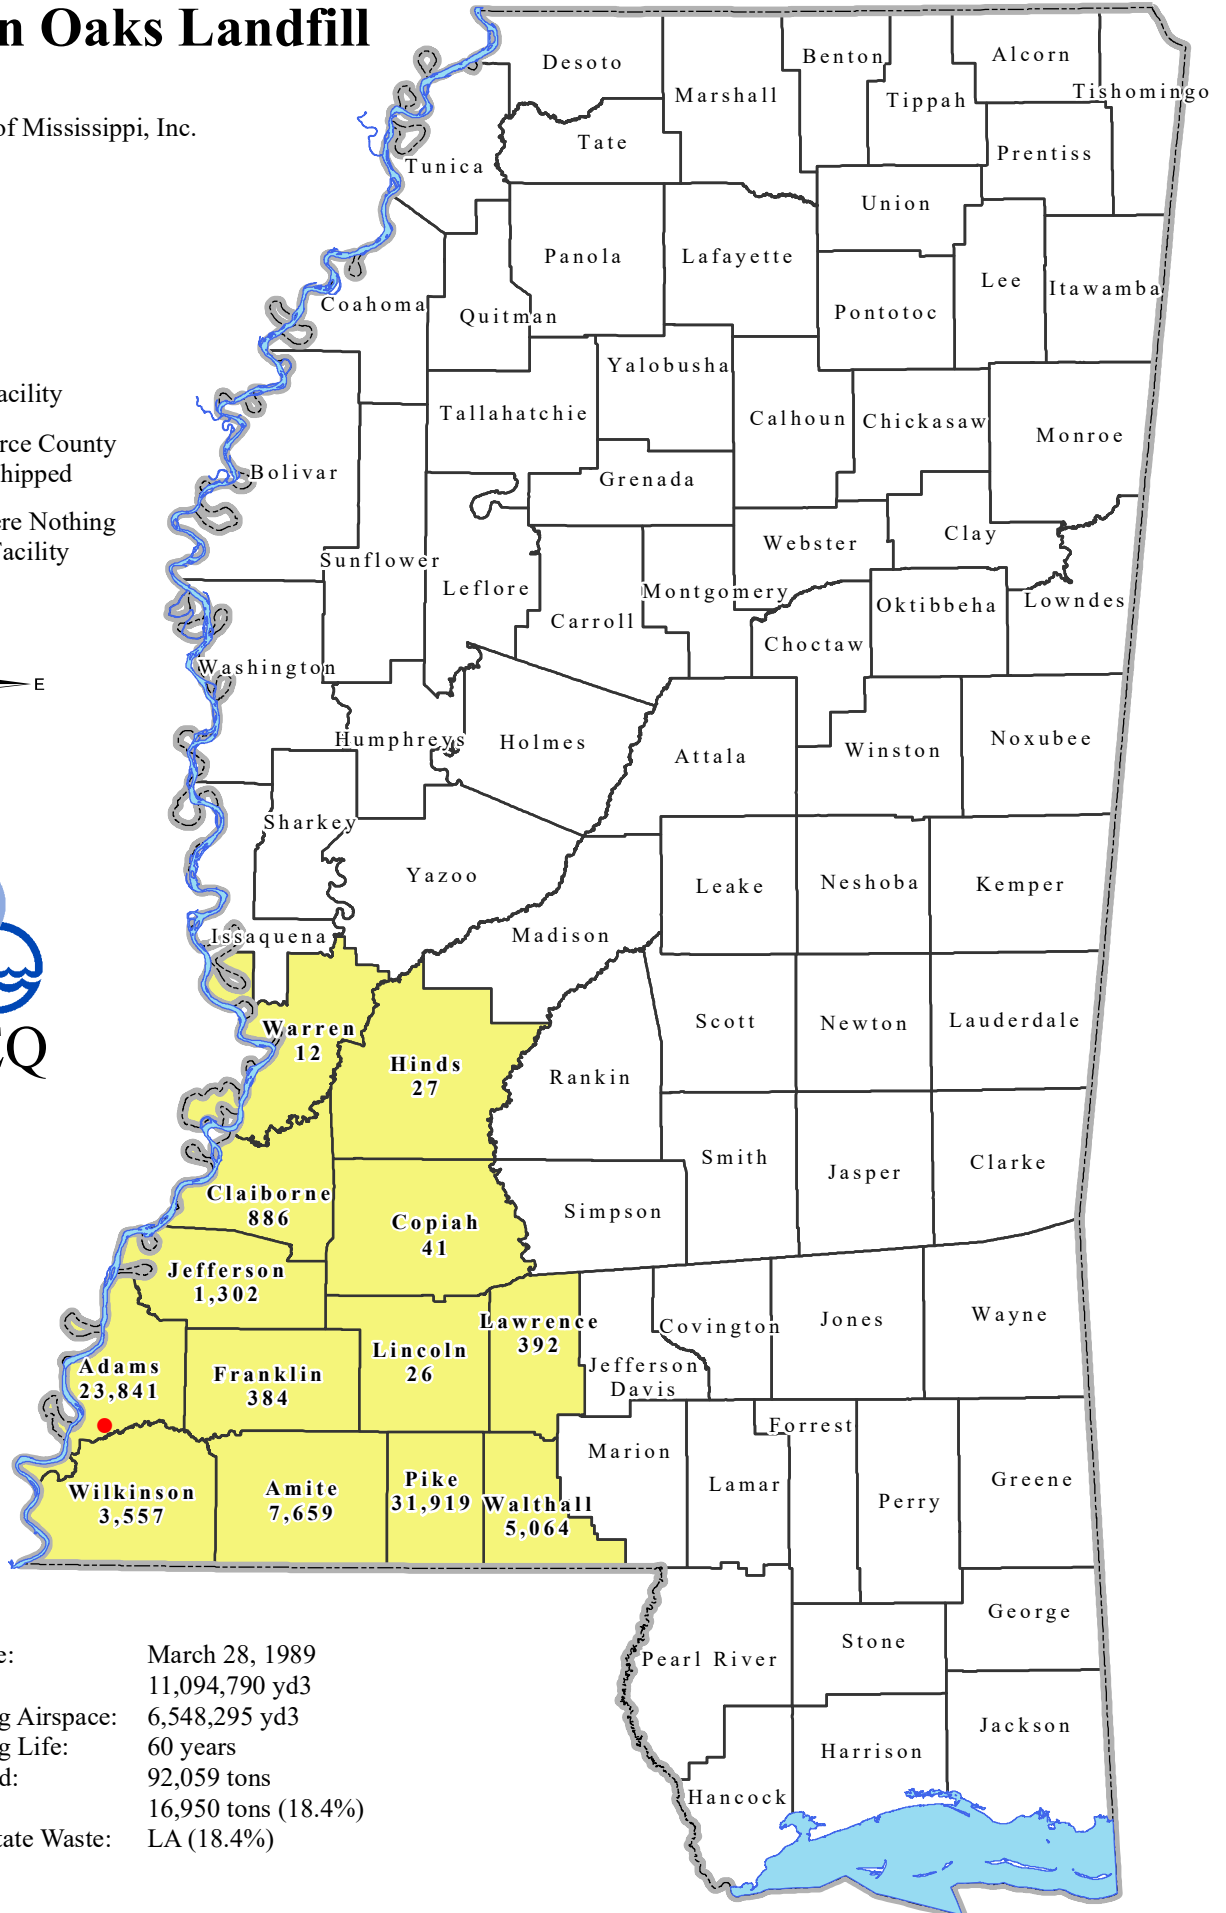 n Oaks Landfill
of Mississippi, Inc.
Desoto
Marshall
Benton
Tippah
Alcorn
Tishomingo
Tate
Tunica
Prentiss
Union
Panola
Lafayette
Lee
Itawamba
Coahoma
Quitman
Pontotoc
Yalobusha
acility
Tallahatchie
Calhoun
Chickasaw
Monroe
rce County
hipped
Bolivar
Grenada
ere Nothing
Facility
Sunflower
Leflore
Carroll
Montgomery
Webster
Clay
Oktibbeha
Lowndes
Choctaw
Washington
E
Humphreys
Holmes
Attala
Winston
Noxubee
Sharkey
Yazoo
Leake
Neshoba
Kemper
Issaquena
Madison
Warren
12
Hinds
27
Rankin
Scott
Newton
Lauderdale
CQ
Smith
Jasper
Clarke
Claiborne
886
Copiah
41
Simpson
Jefferson
1,302
Lawrence
392
Covington
Jones
Wayne
Adams
23,841
Franklin
384
Lincoln
26
Jefferson
Davis
Forrest
Marion
Lamar
Perry
Greene
Wilkinson
3,557
Amite
7,659
Pike
31,919
Walthall
5,064
George
Stone
Pearl River
Jackson
Harrison
Hancock
e: March 28, 1989
11,094,790 yd3
g Airspace: 6,548,295 yd3
g Life: 60 years
d: 92,059 tons
16,950 tons (18.4%)
tate Waste: LA (18.4%)